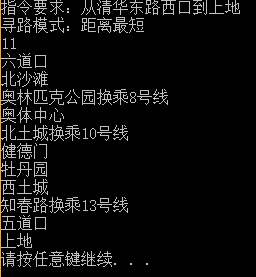 指令要求：从清华东路西口到上地
寻路模式：距离最短
11
六道口
北沙滩
奥林匹克公园换乘8号线
奥体中心
北土城换乘10号线
健德门
牡丹园
西土城
知春路换乘13号线
五道口
上地
请按任意键继续. . .